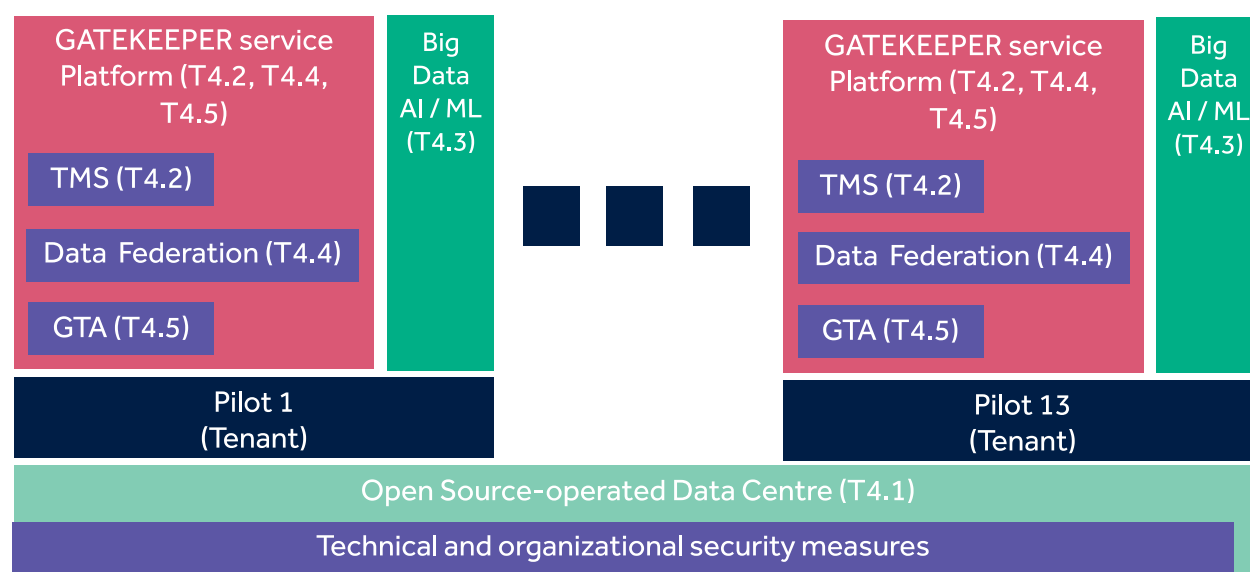 GATEKEEPER service
Platform (T4.2, T4.4,
T4.5)
TMS (T4.2)
Data Federation (T4.4)
GTA (T4.5)
Big
Data
AI / ML
(T4.3)
Pilot 1
(Tenant)
GATEKEEPER service
Platform (T4.2, T4.4,
T4.5)
TMS (T4.2)
Data Federation (T4.4)
GTA (T4.5)
Big
Data
AI / ML
(T4.3)
Pilot 13
(Tenant)
Open Source-operated Data Centre (T4.1)
Technical and organizational security measures